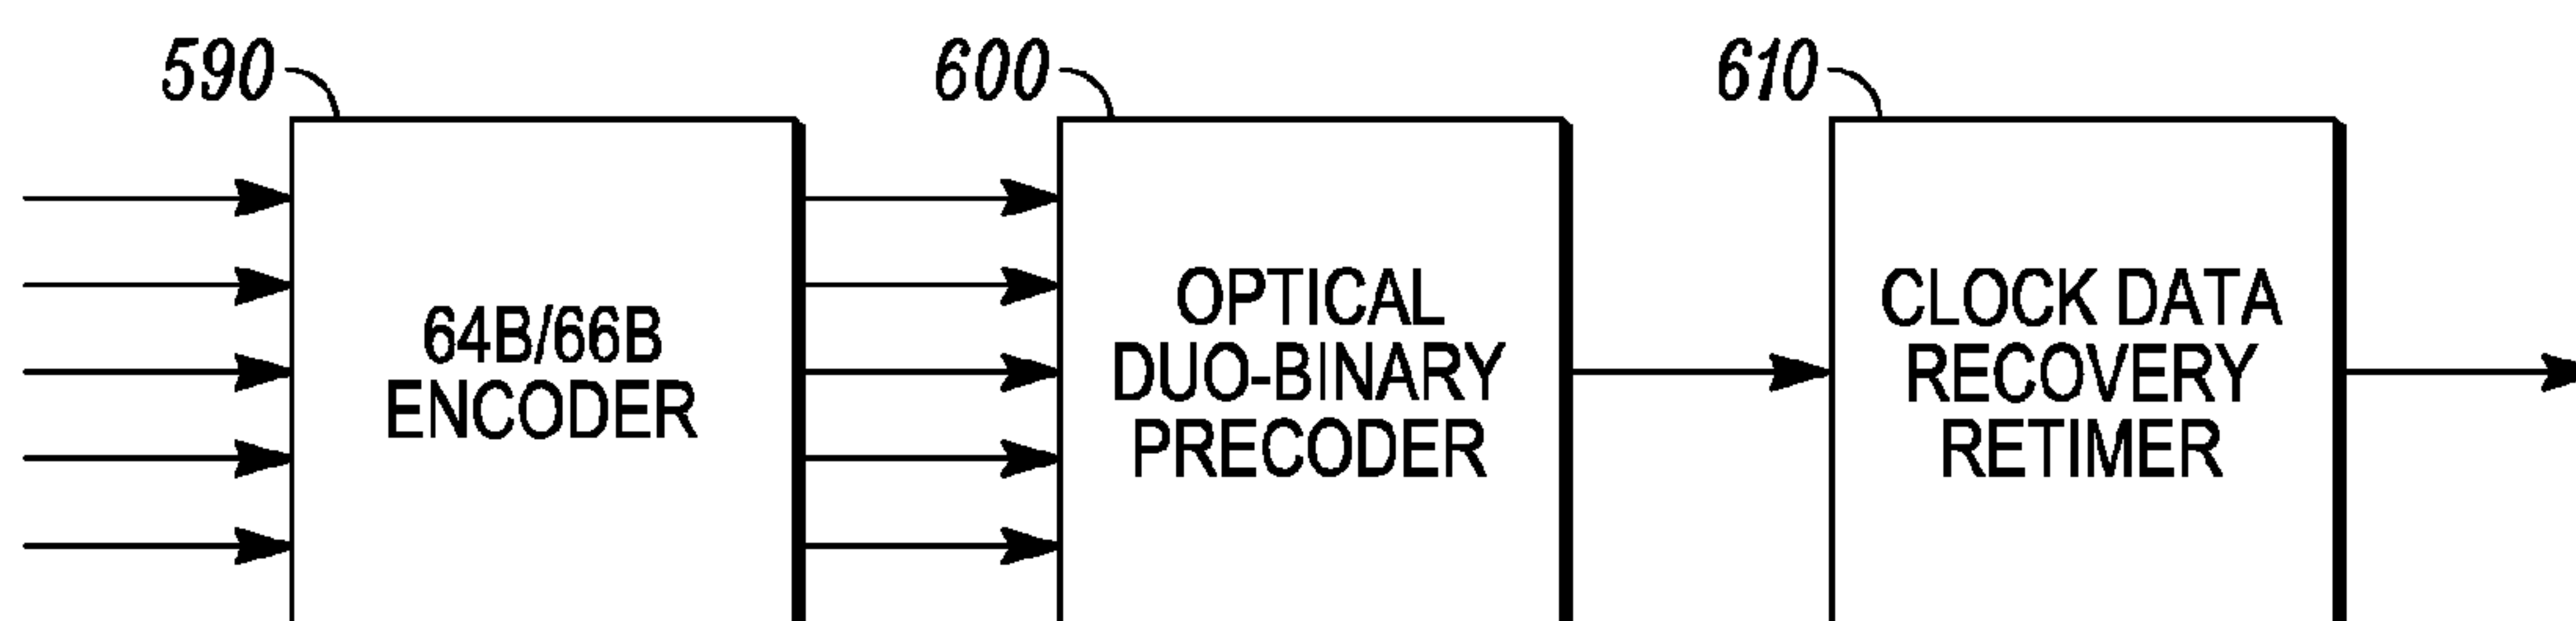 590
600
610
64B/66B
ENCODER
OPTICAL
DUO-BINARY
PRECODER
CLOCK DATA
RECOVERY
RETIMER